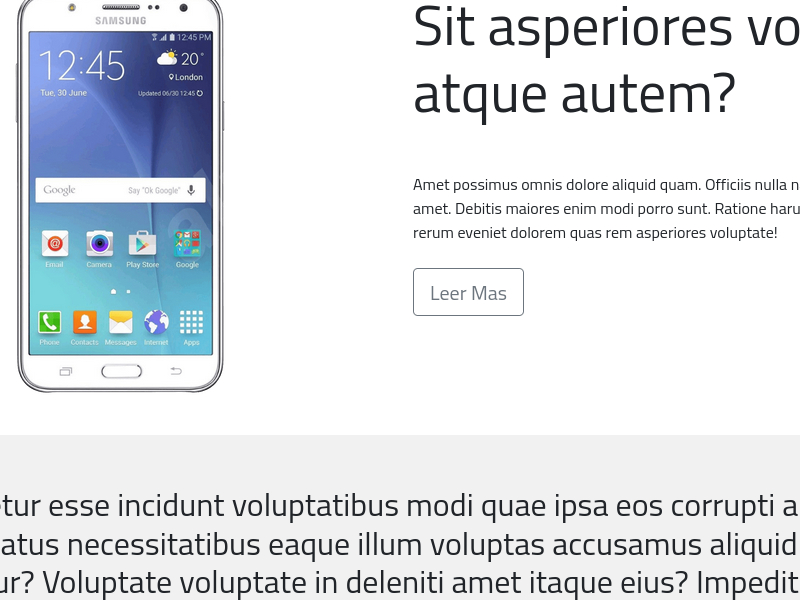 SAMSUNG
12:45 PM
12:45
20°
London
Tue, 30 June
Updated 06/30 12:45
Google
Say "Ok Google"
Email
Camera
Play Store
Google
Phone
Contacts
Messages
Internet
Apps
Sit asperiores vo
atque autem?
Amet possimus omnis dolore aliquid quam. Officiis nulla n
amet. Debitis maiores enim modi porro sunt. Ratione haru
rerum eveniet dolorem quas rem asperiores voluptate!
Leer Mas
etur esse incidunt voluptatibus modi quae ipsa eos corrupti a
atus necessitatibus eaque illum voluptas accusamus aliquid
ur? Voluptate voluptate in deleniti amet itaque eius? Impedit